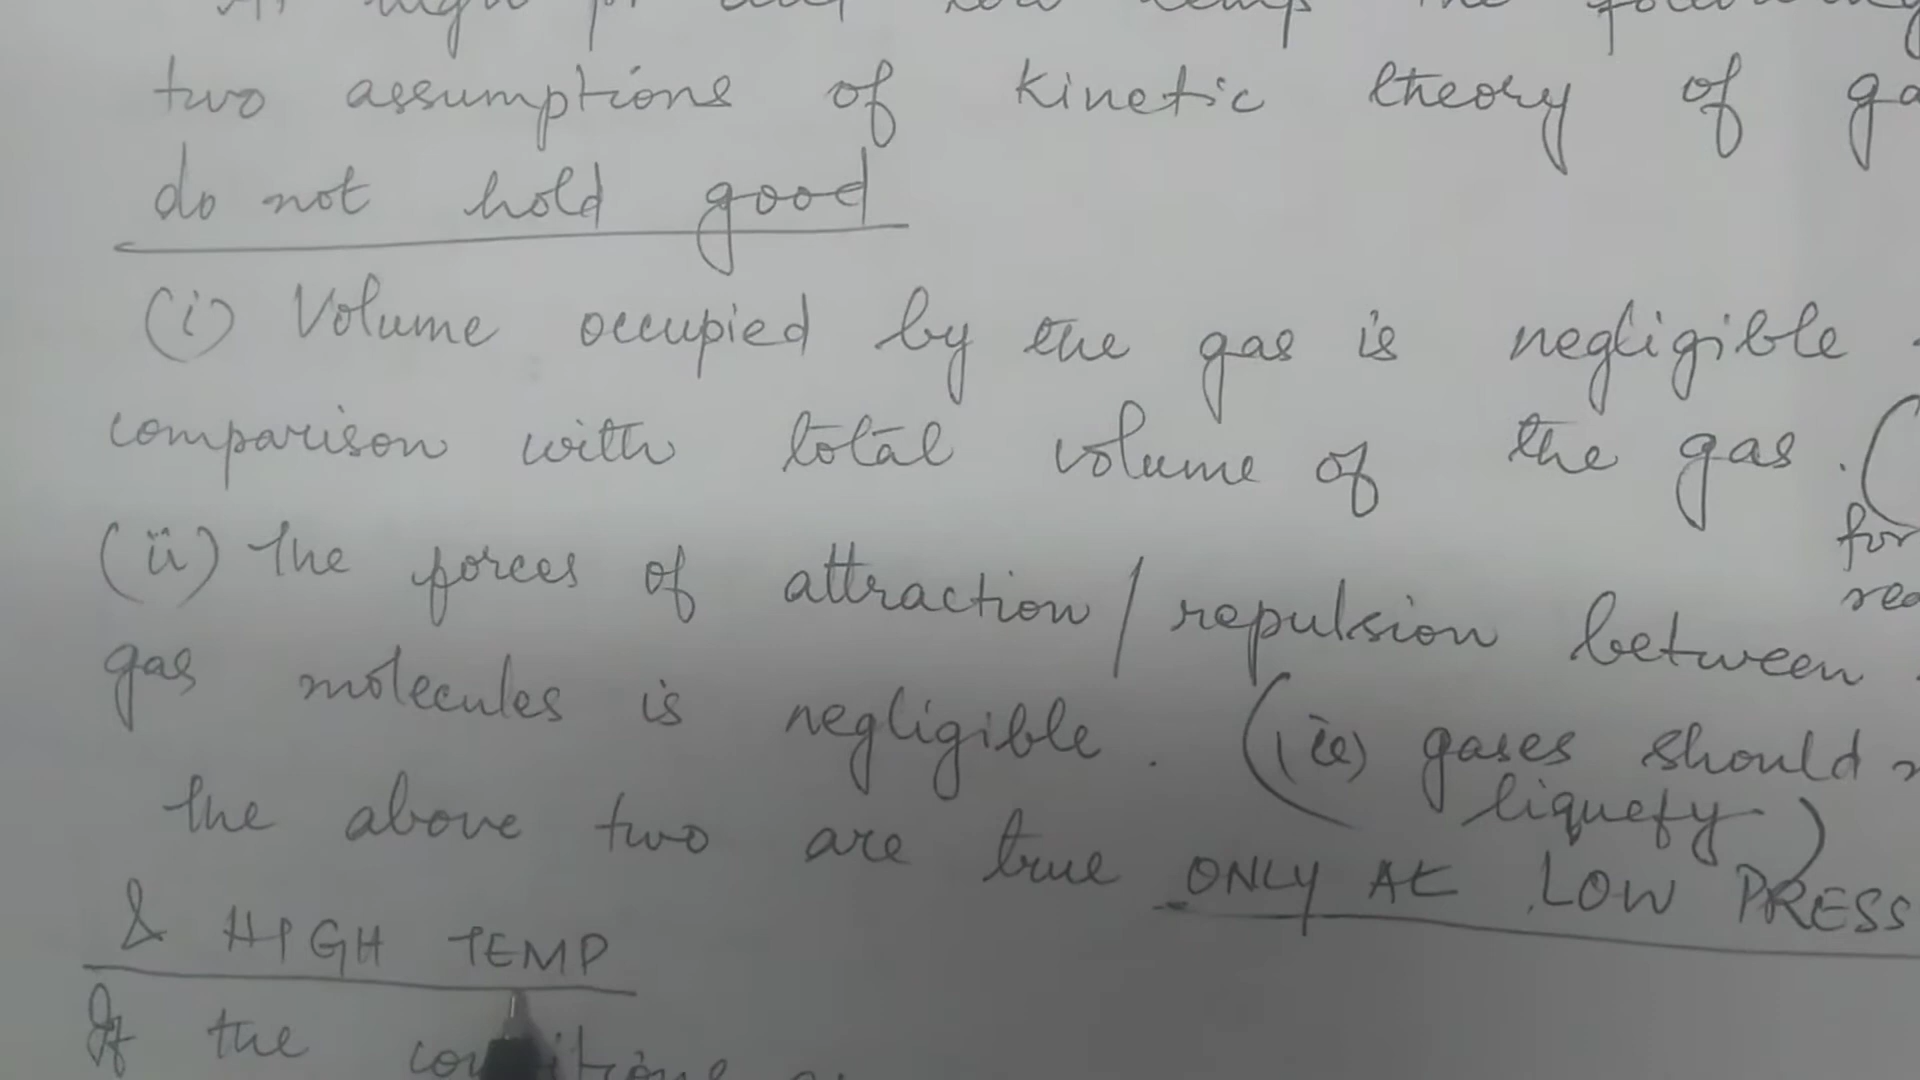 two assumptions of kinetic theory of
do not hold good
(i) Volume occupied by the gas is negligible
comparison with total volume of the gas. (
for
(ii) The forces of attraction / repulsion between
gas molecules is negligible. (ie) gases should
liquefy)
The above two are true ONLY AT LOW PRESS
& HIGH TEMP
If the